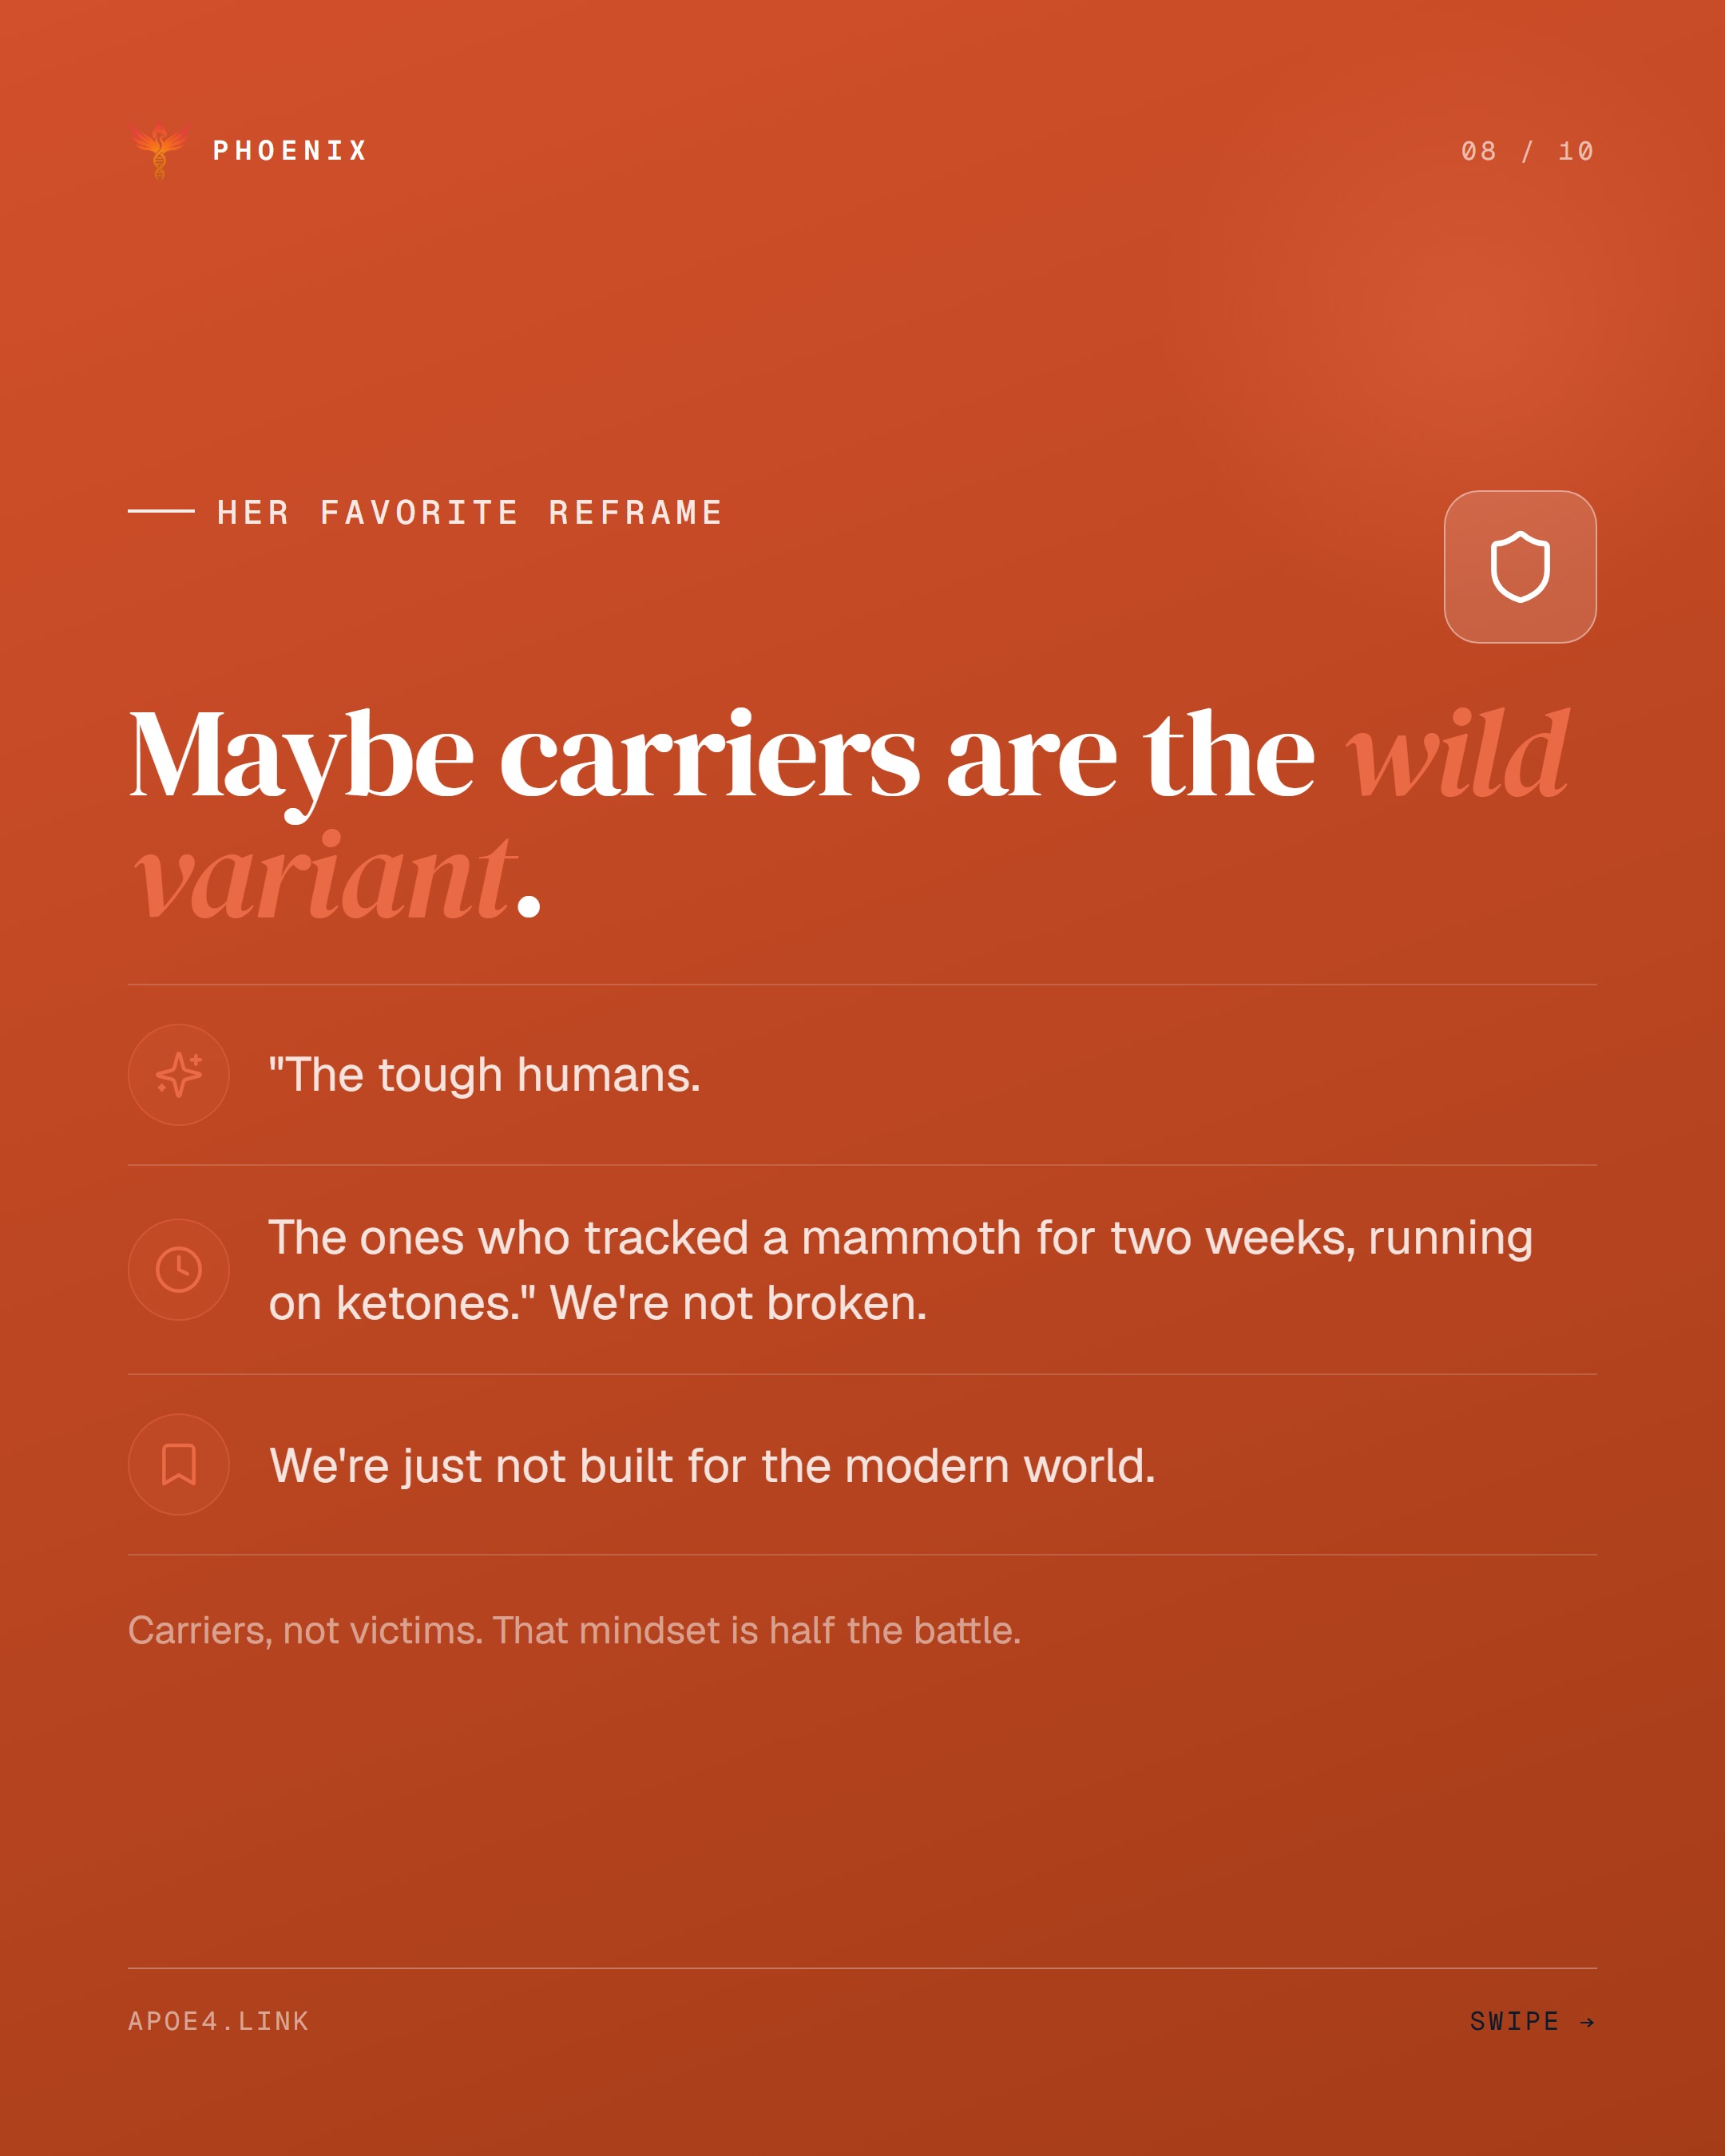 PHOENIX
08 / 10
HER FAVORITE REFRAME
Maybe carriers are the wild
variant.
"The tough humans.
The ones who tracked a mammoth for two weeks, running
on ketones." We're not broken.
We're just not built for the modern world.
Carriers, not victims. That mindset is half the battle.
APOE4.LINK
SWIPE →